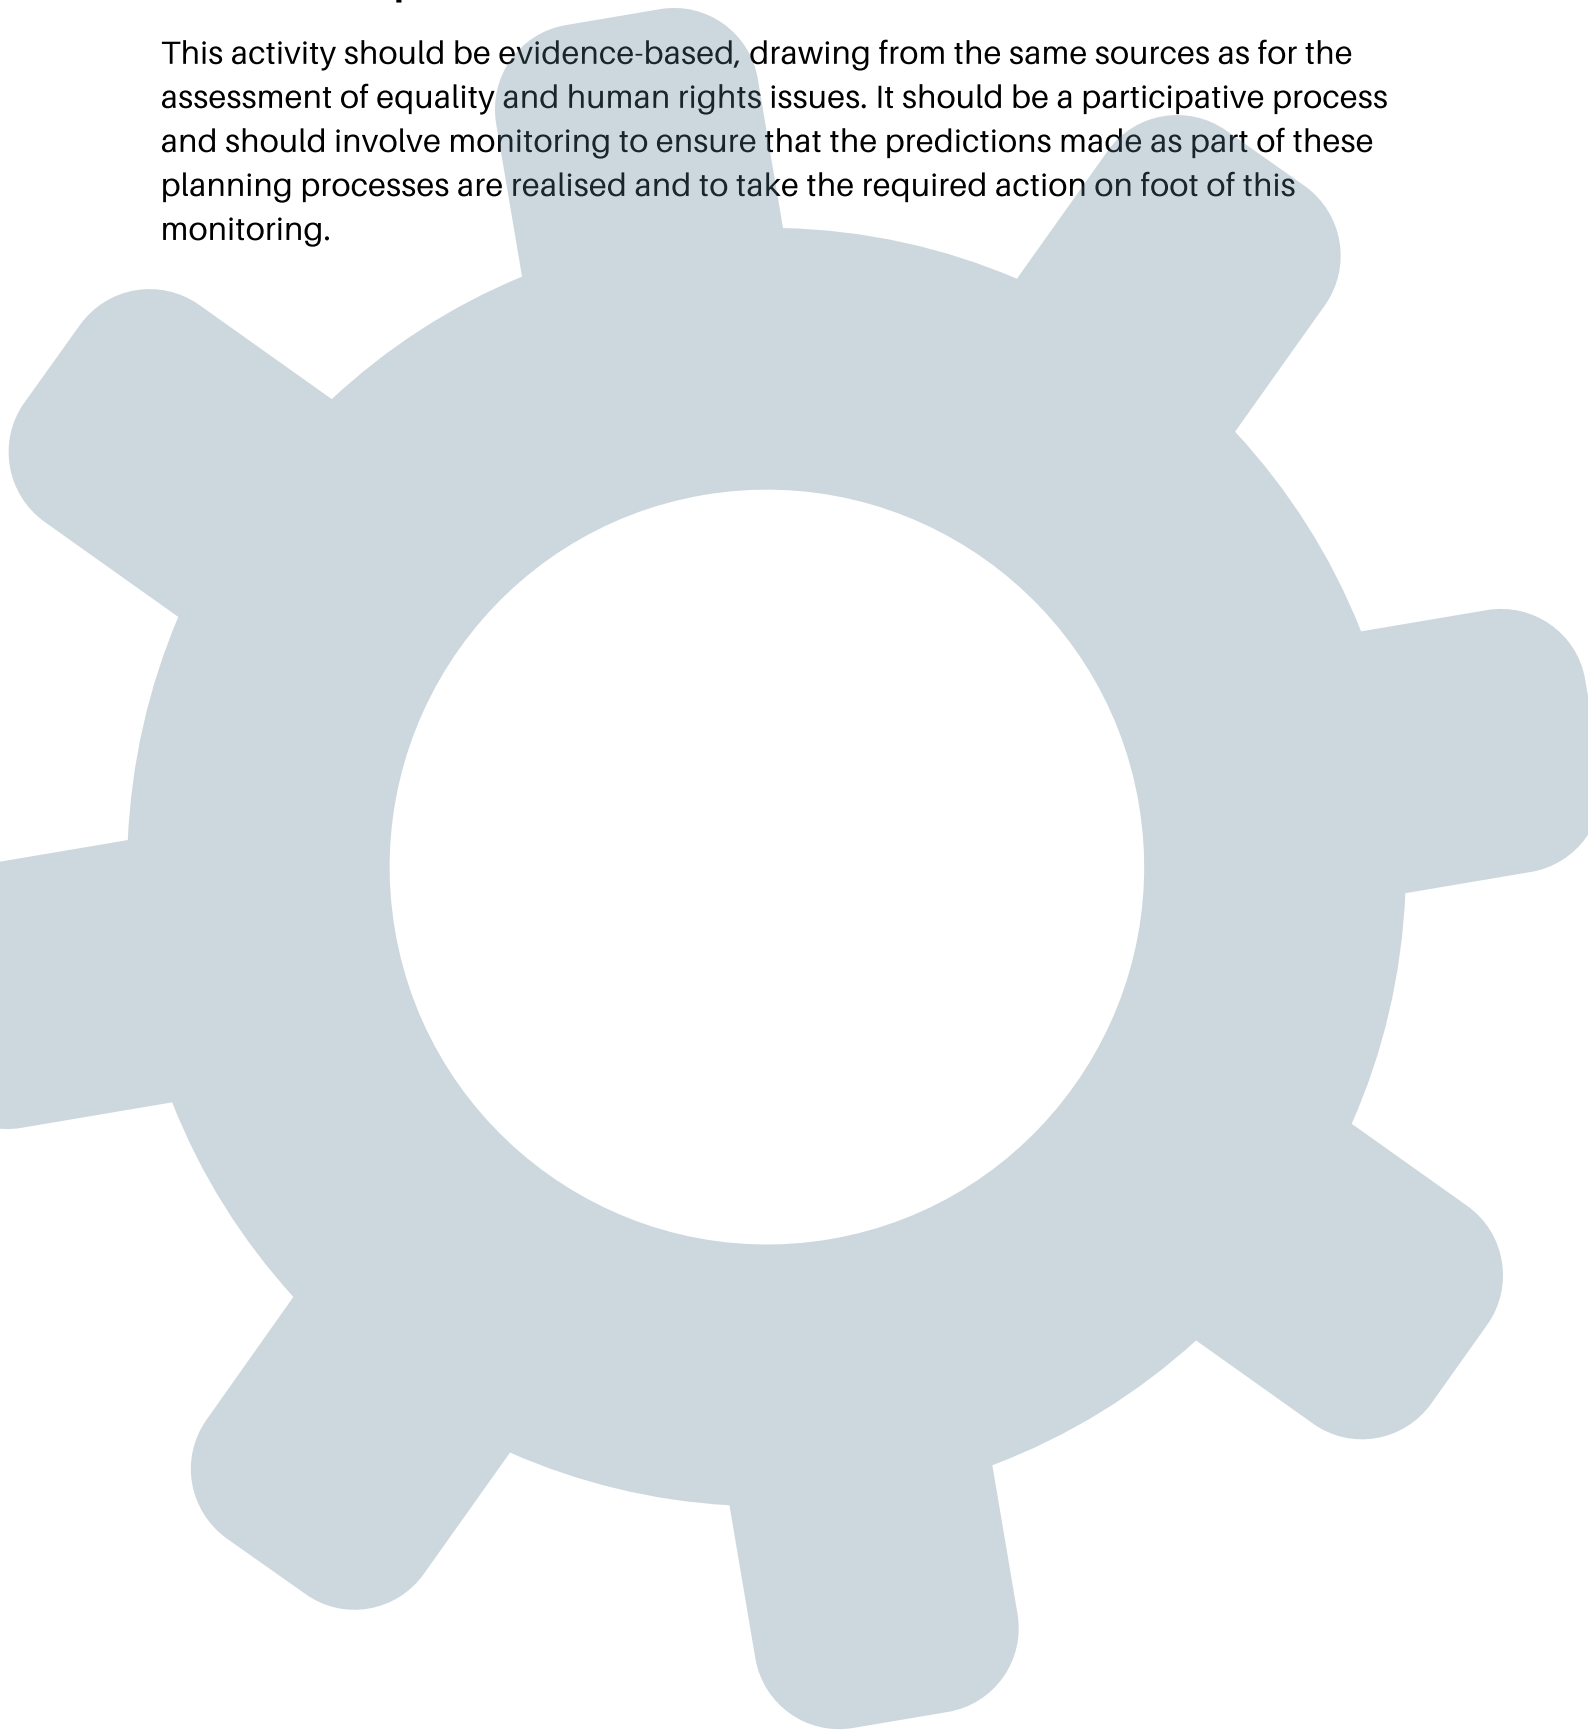 This activity should be evidence-based, drawing from the same sources as for the
assessment of equality and human rights issues. It should be a participative process
and should involve monitoring to ensure that the predictions made as part of these
planning processes are realised and to take the required action on foot of this
monitoring.